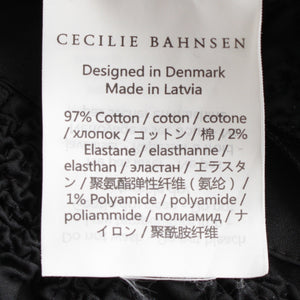 CECILIE BAHNSEN
Designed in Denmark
Made in Latvia
97% Cotton / coton / cotone
/ хлопок / コットン / 棉 / 2%
Elastane / elasthanne /
elasthan / эластан / エラスタ
ン / 聚氨酯弹性纤维（氨纶）/
1% Polyamide / polyamide /
poliammide / полиамид / ナ
イロン / 聚酰胺纤维